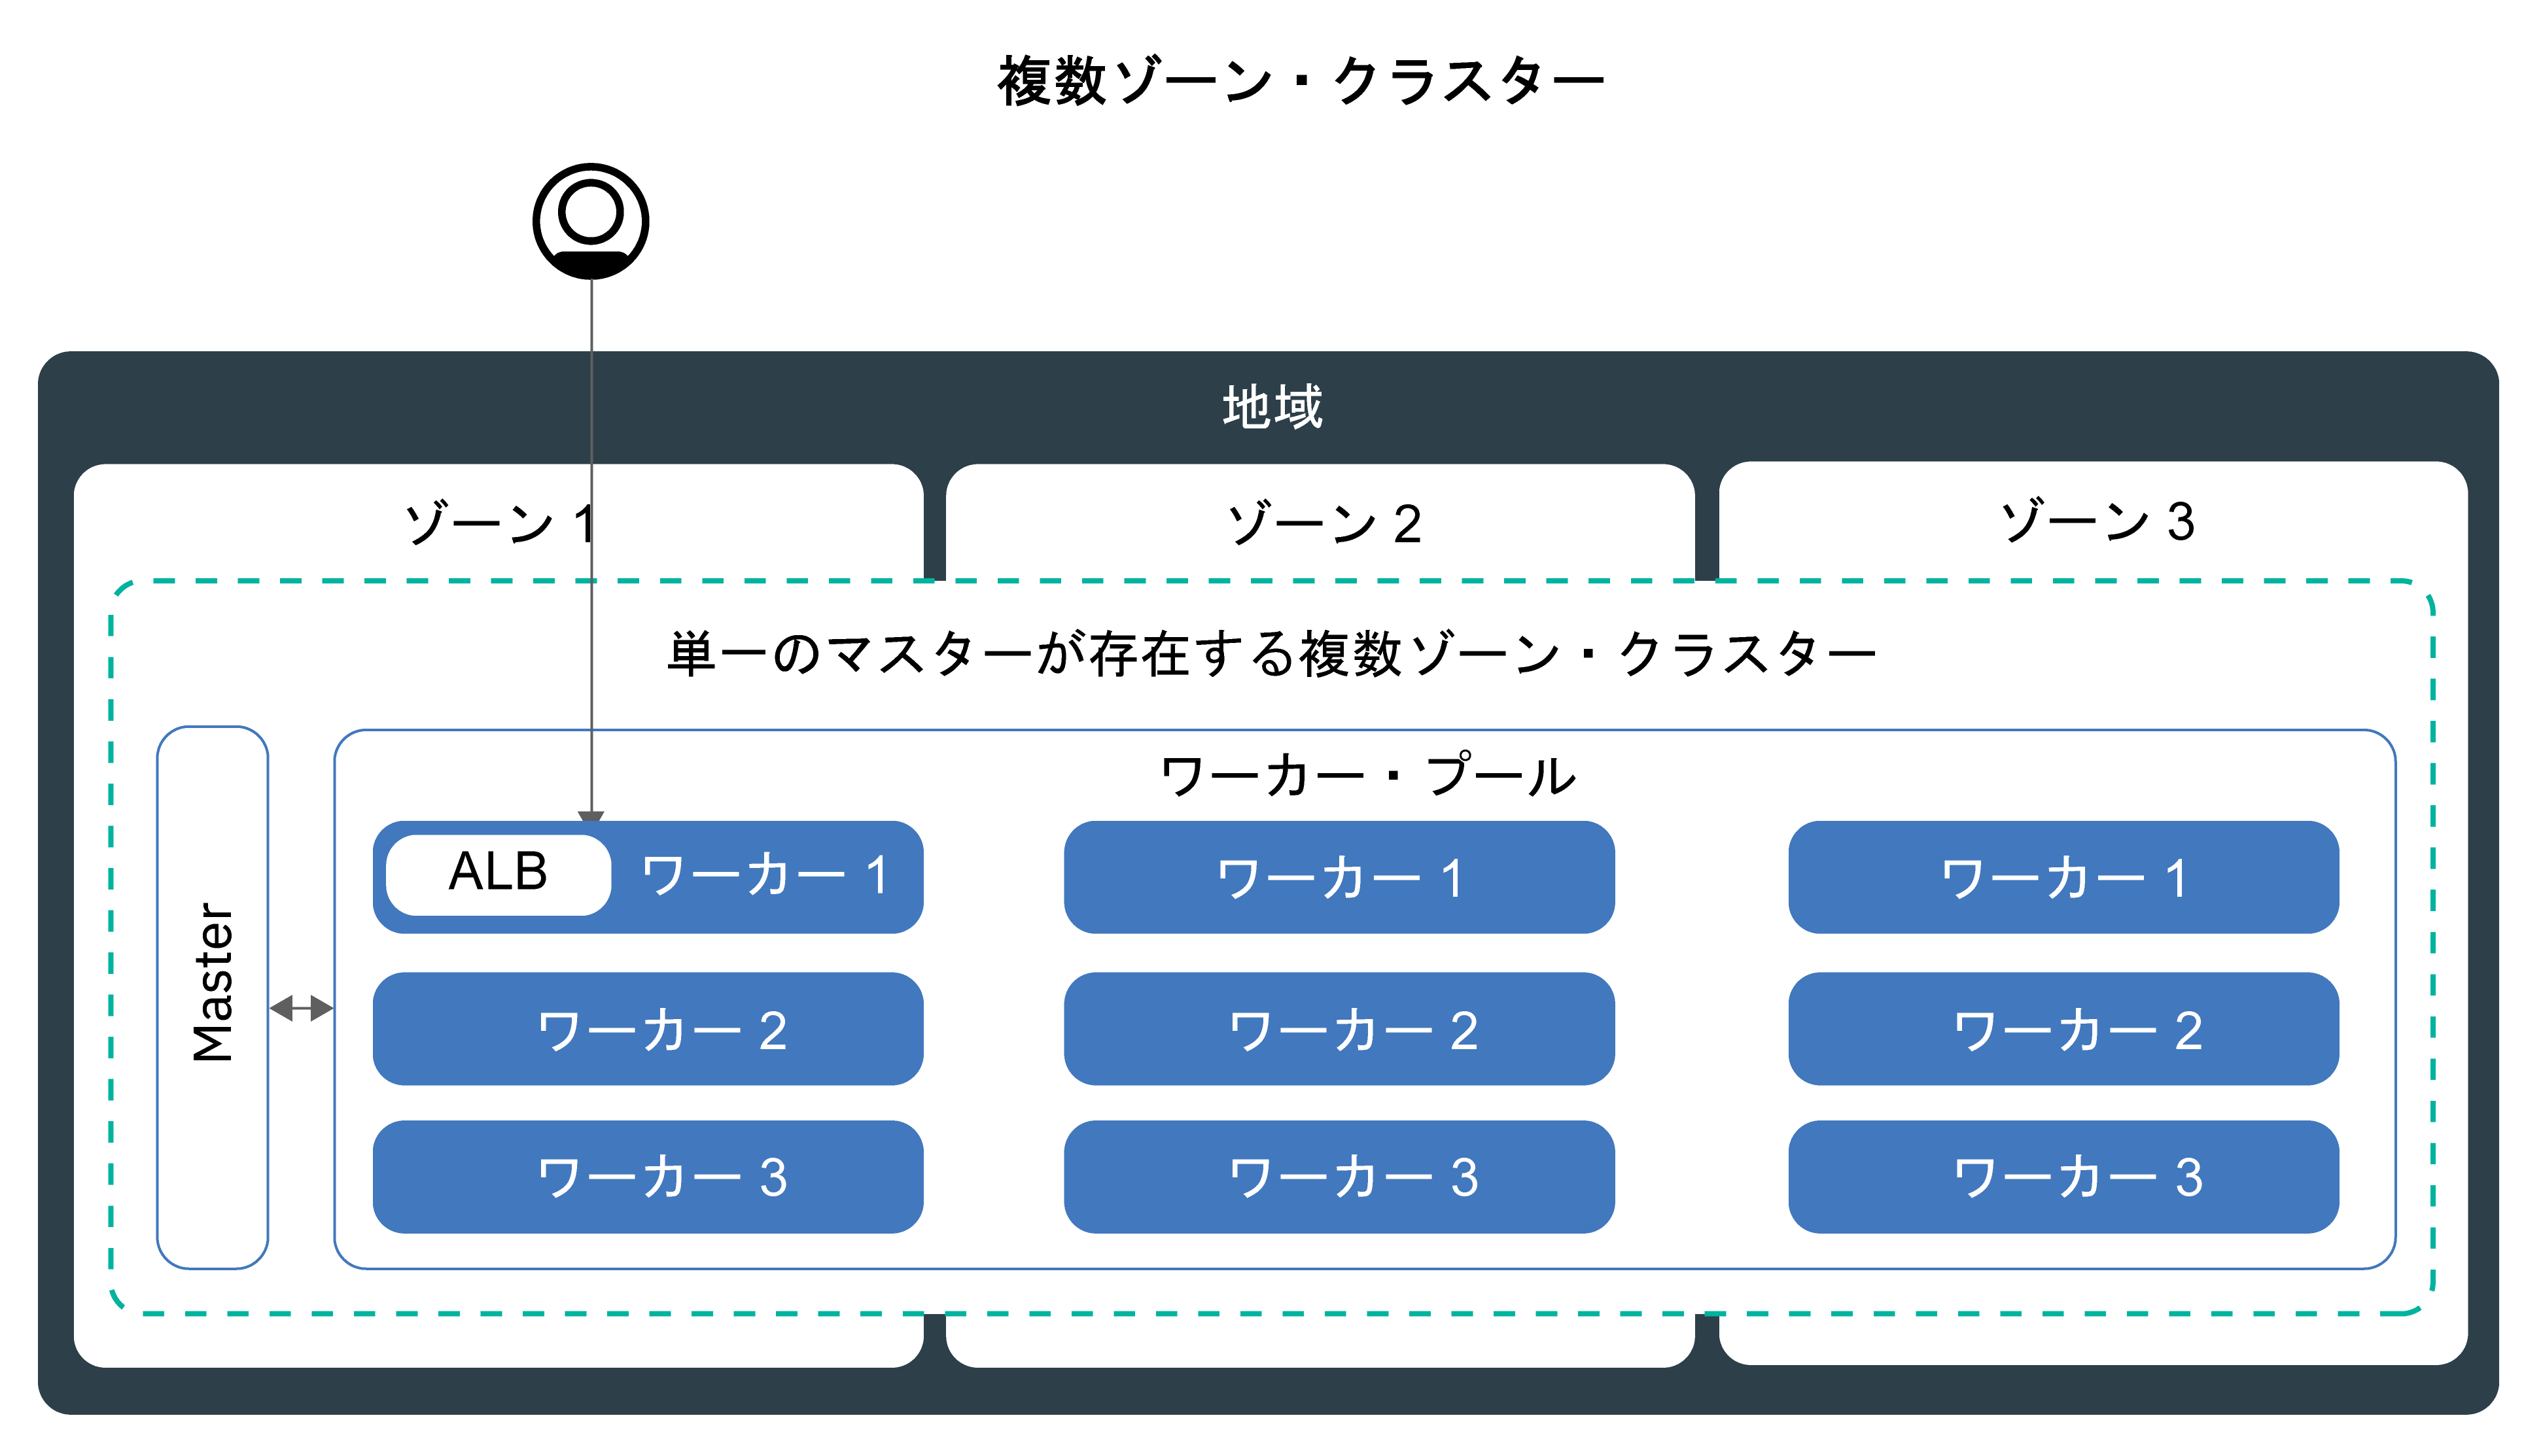 複数ゾーン・クラスター
地域
ゾーン 1
ゾーン 2
ゾーン 3
単一のマスターが存在する複数ゾーン・クラスター
Master
ワーカー・プール
ALB
ワーカー 1
ワーカー 1
ワーカー 1
ワーカー 2
ワーカー 2
ワーカー 2
ワーカー 3
ワーカー 3
ワーカー 3